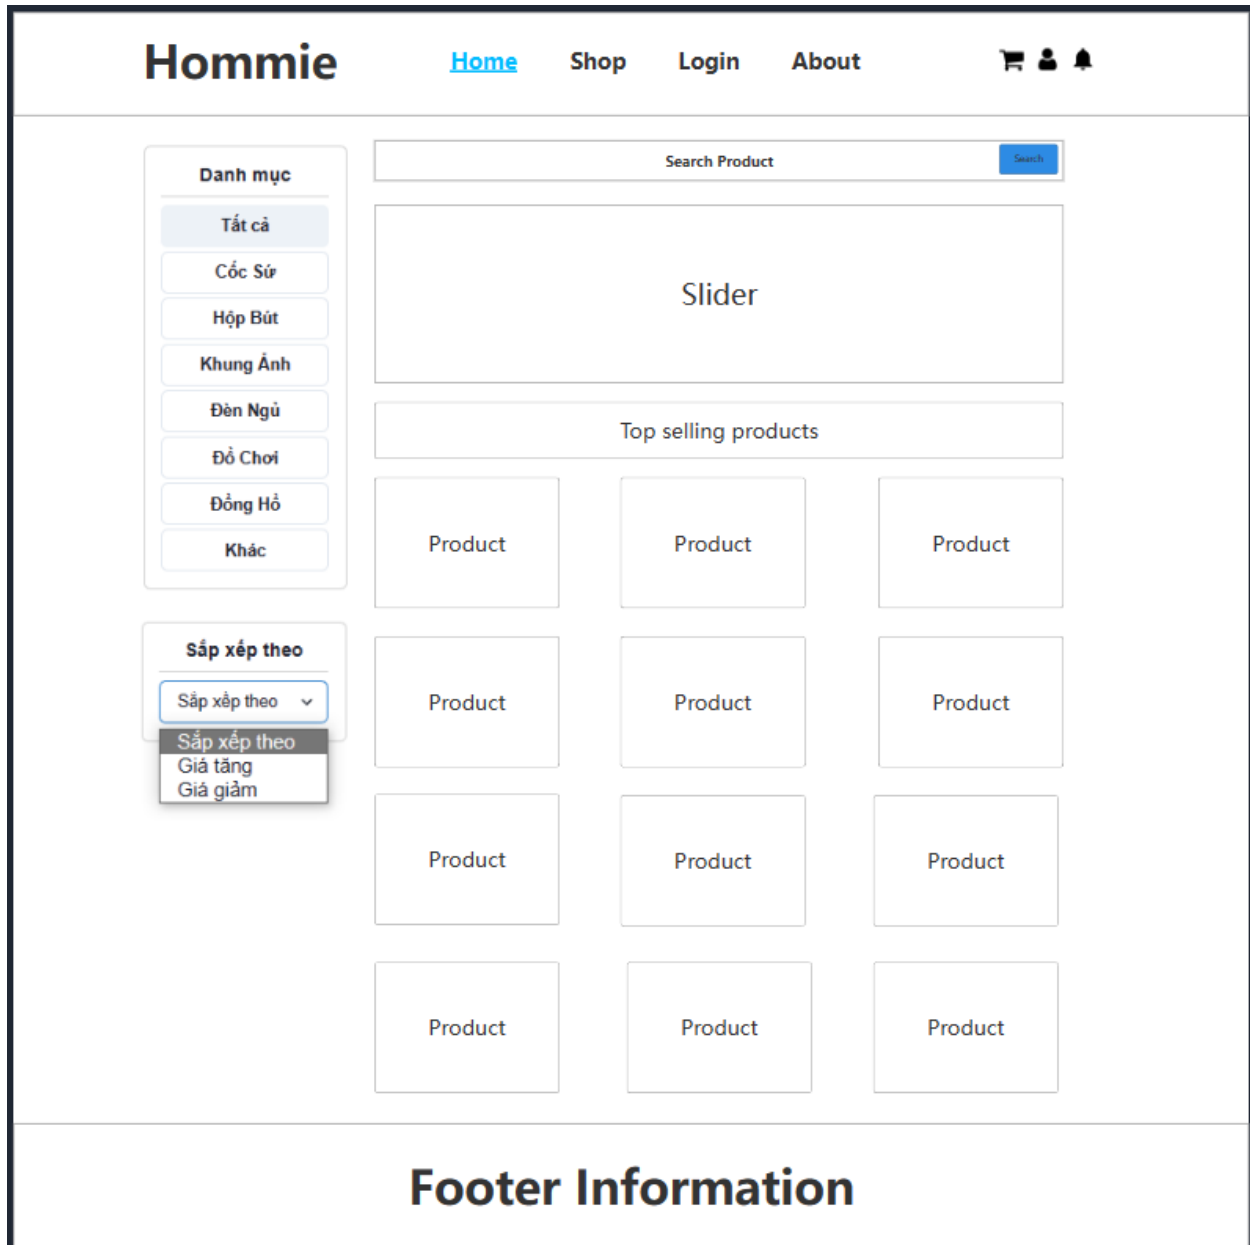 Hommie
Home Shop Login About
Danh mục
Tất cả
Cốc Sứ
Hộp Bút
Khung Ảnh
Đèn Ngủ
Đồ Chơi
Đồng Hồ
Khác
Sắp xếp theo
Sắp xếp theo
Sắp xếp theo
Giá tăng
Giá giảm
Search Product Search
Slider
Top selling products
Product Product Product
Product Product Product
Product Product Product
Product Product Product
Footer Information